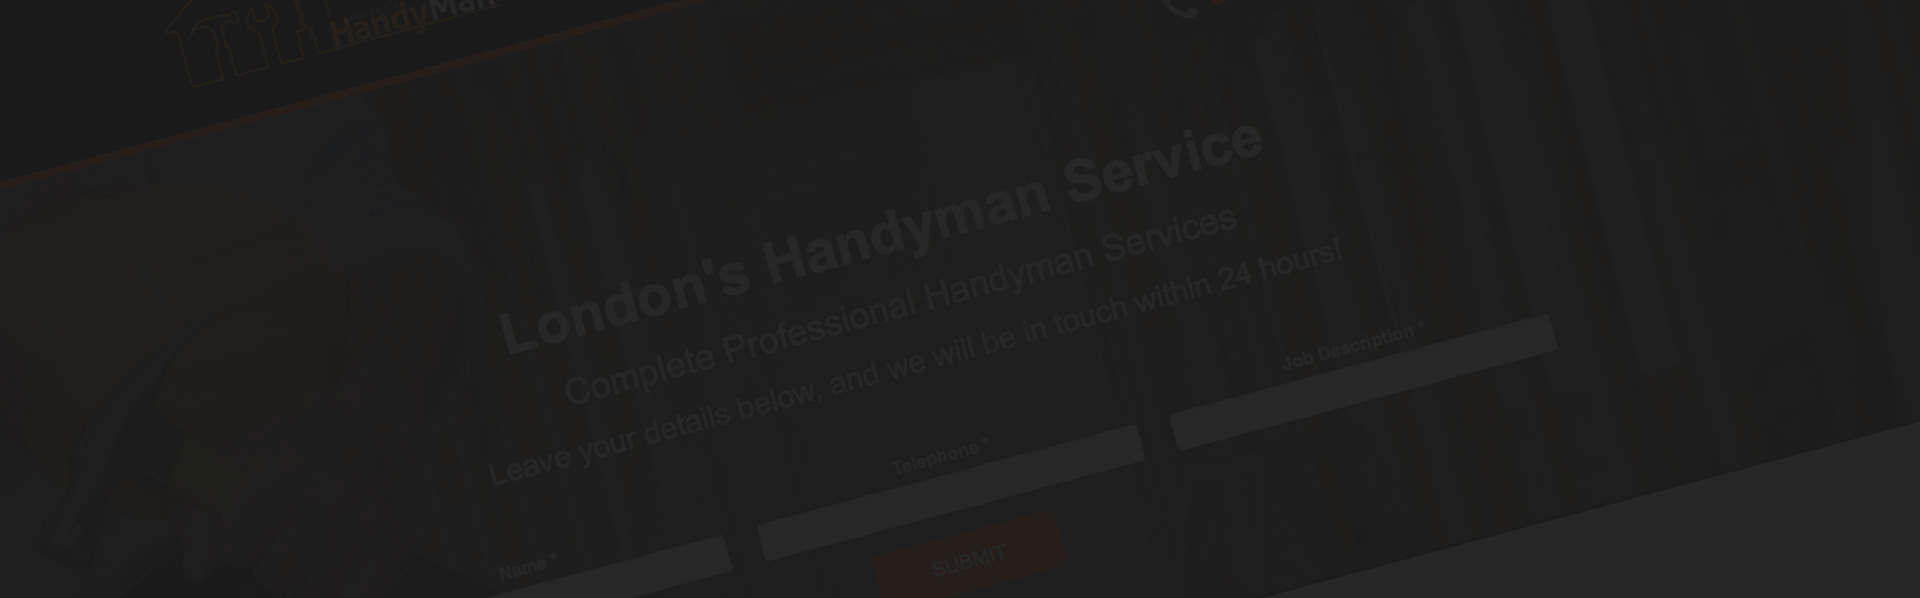 HandyMan
London's Handyman Service
Complete Professional Handyman Services
Leave your details below, and we will be in touch within 24 hours!
Name *
Telephone *
Job Description *
SUBMIT